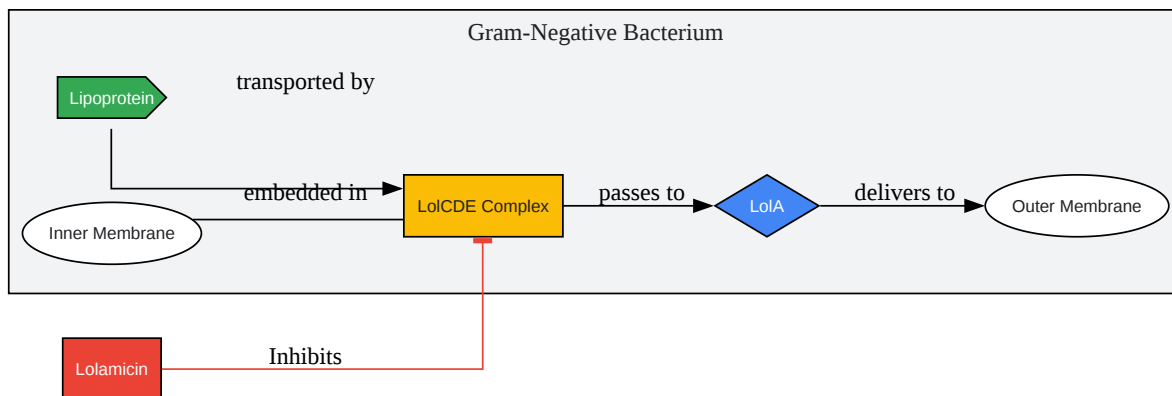 Gram-Negative Bacterium
transported by
Lipoprotein
embedded in
LolCDE Complex
passes to
LolA
delivers to
Outer Membrane
Inner Membrane
Inhibits
Lolamicin